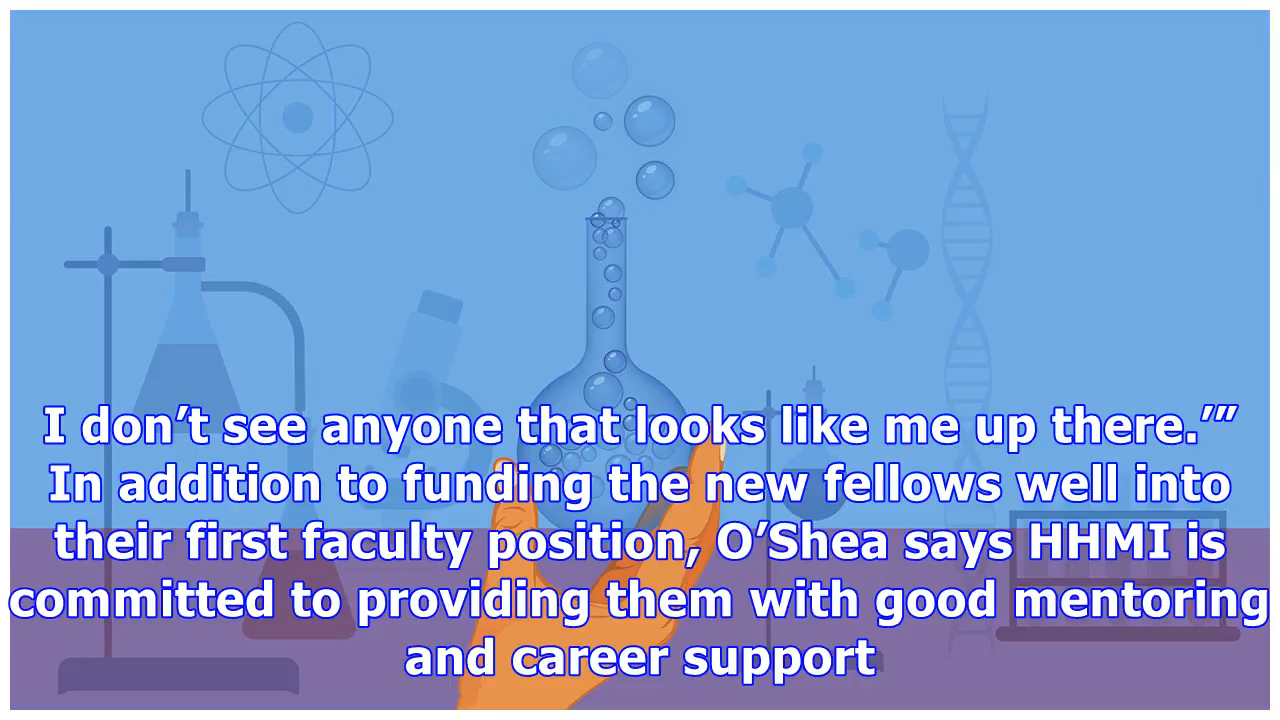 I don’t see anyone that looks like me up there.’”
In addition to funding the new fellows well into
their first faculty position, O’Shea says HHMI is
committed to providing them with good mentoring
and career support